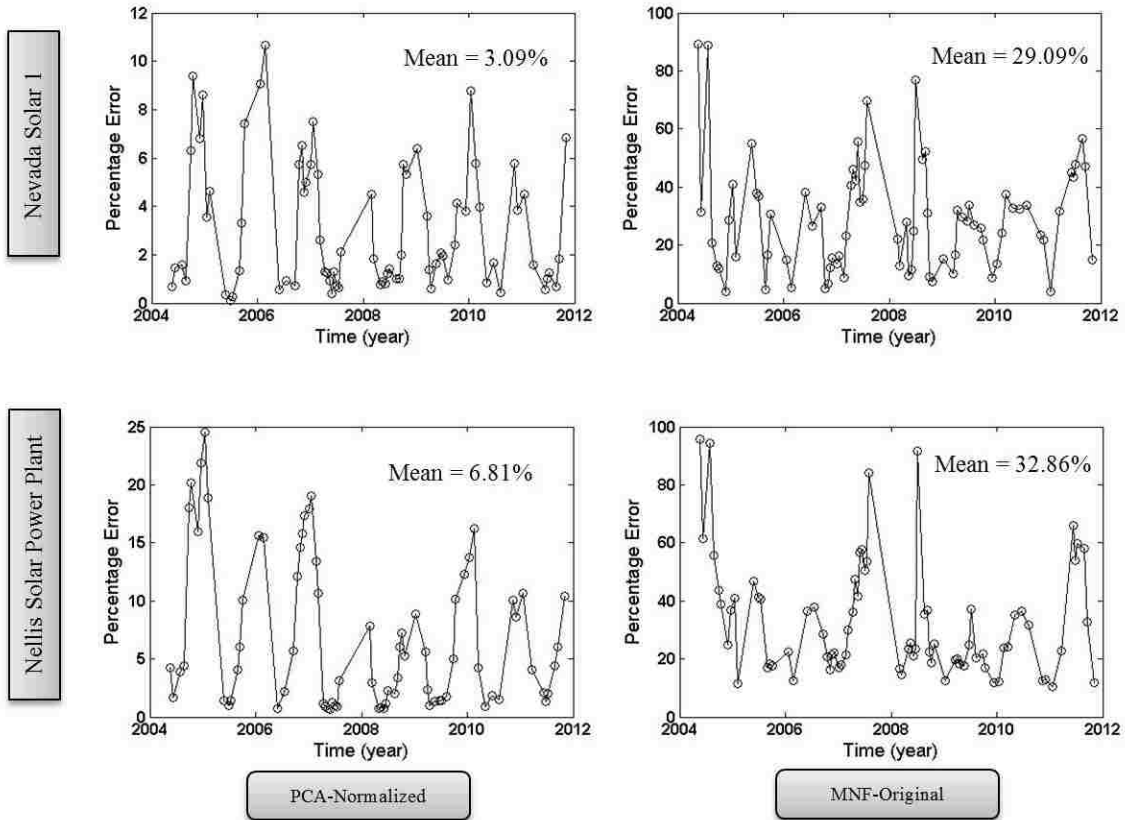 Nevada Solar 1
12
10
8
6
4
2
0
Percentage Error
Mean = 3.09%
2004 2006 2008 2010 2012
Time (year)
100
80
60
40
20
0
Percentage Error
Mean = 29.09%
2004 2006 2008 2010 2012
Time (year)
Nellis Solar Power Plant
25
20
15
10
5
0
Percentage Error
Mean = 6.81%
2004 2006 2008 2010 2012
Time (year)
100
80
60
40
20
0
Percentage Error
Mean = 32.86%
2004 2006 2008 2010 2012
Time (year)
PCA-Normalized
MNF-Original